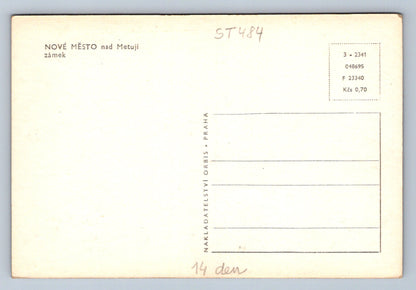 ST484
NOVÉ MĚSTO nad Metují
zámek
3 - 2341
048695
F 23340
Kčs 0,70
NAKLADATELSTVÍ ORBIS - PRAHA
14 den